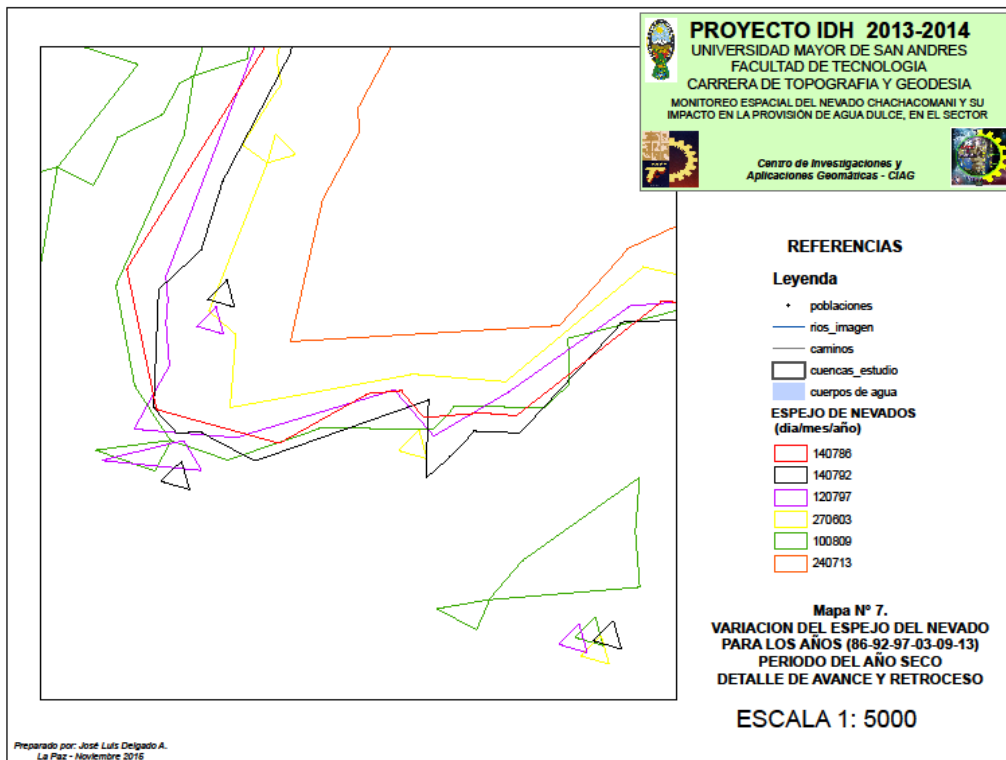 PROYECTO IDH 2013-2014
UNIVERSIDAD MAYOR DE SAN ANDRES
FACULTAD DE TECNOLOGIA
CARRERA DE TOPOGRAFIA Y GEODESIA
MONITOREO ESPACIAL DEL NEVADO CHACHACOMANI Y SU
IMPACTO EN LA PROVISIÓN DE AGUA DULCE, EN EL SECTOR
Centro de Investigaciones y
Aplicaciones Geomáticas - CIAG
REFERENCIAS
Leyenda
poblaciones
rios_imagen
caminos
cuencas_estudio
cuerpos de agua
ESPEJO DE NEVADOS
(dia/mes/año)
140786
140792
120797
270603
100809
240713
Mapa Nº 7.
VARIACION DEL ESPEJO DEL NEVADO
PARA LOS AÑOS (86-92-97-03-09-13)
PERIODO DEL AÑO SECO
DETALLE DE AVANCE Y RETROCESO
ESCALA 1: 5000
Preparado por: José Luis Delgado A.
La Paz - Noviembre 2015